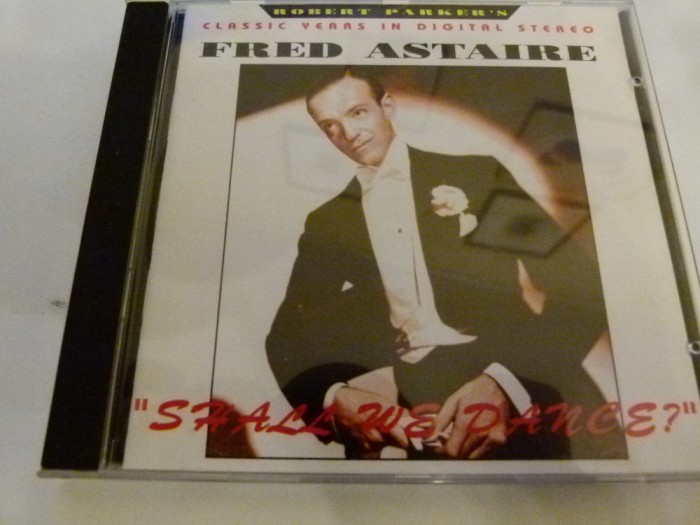 ROBERT PARKER'S
CLASSIC YEARS IN DIGITAL STEREO
FRED ASTAIRE
"SHALL WE DANCE?"